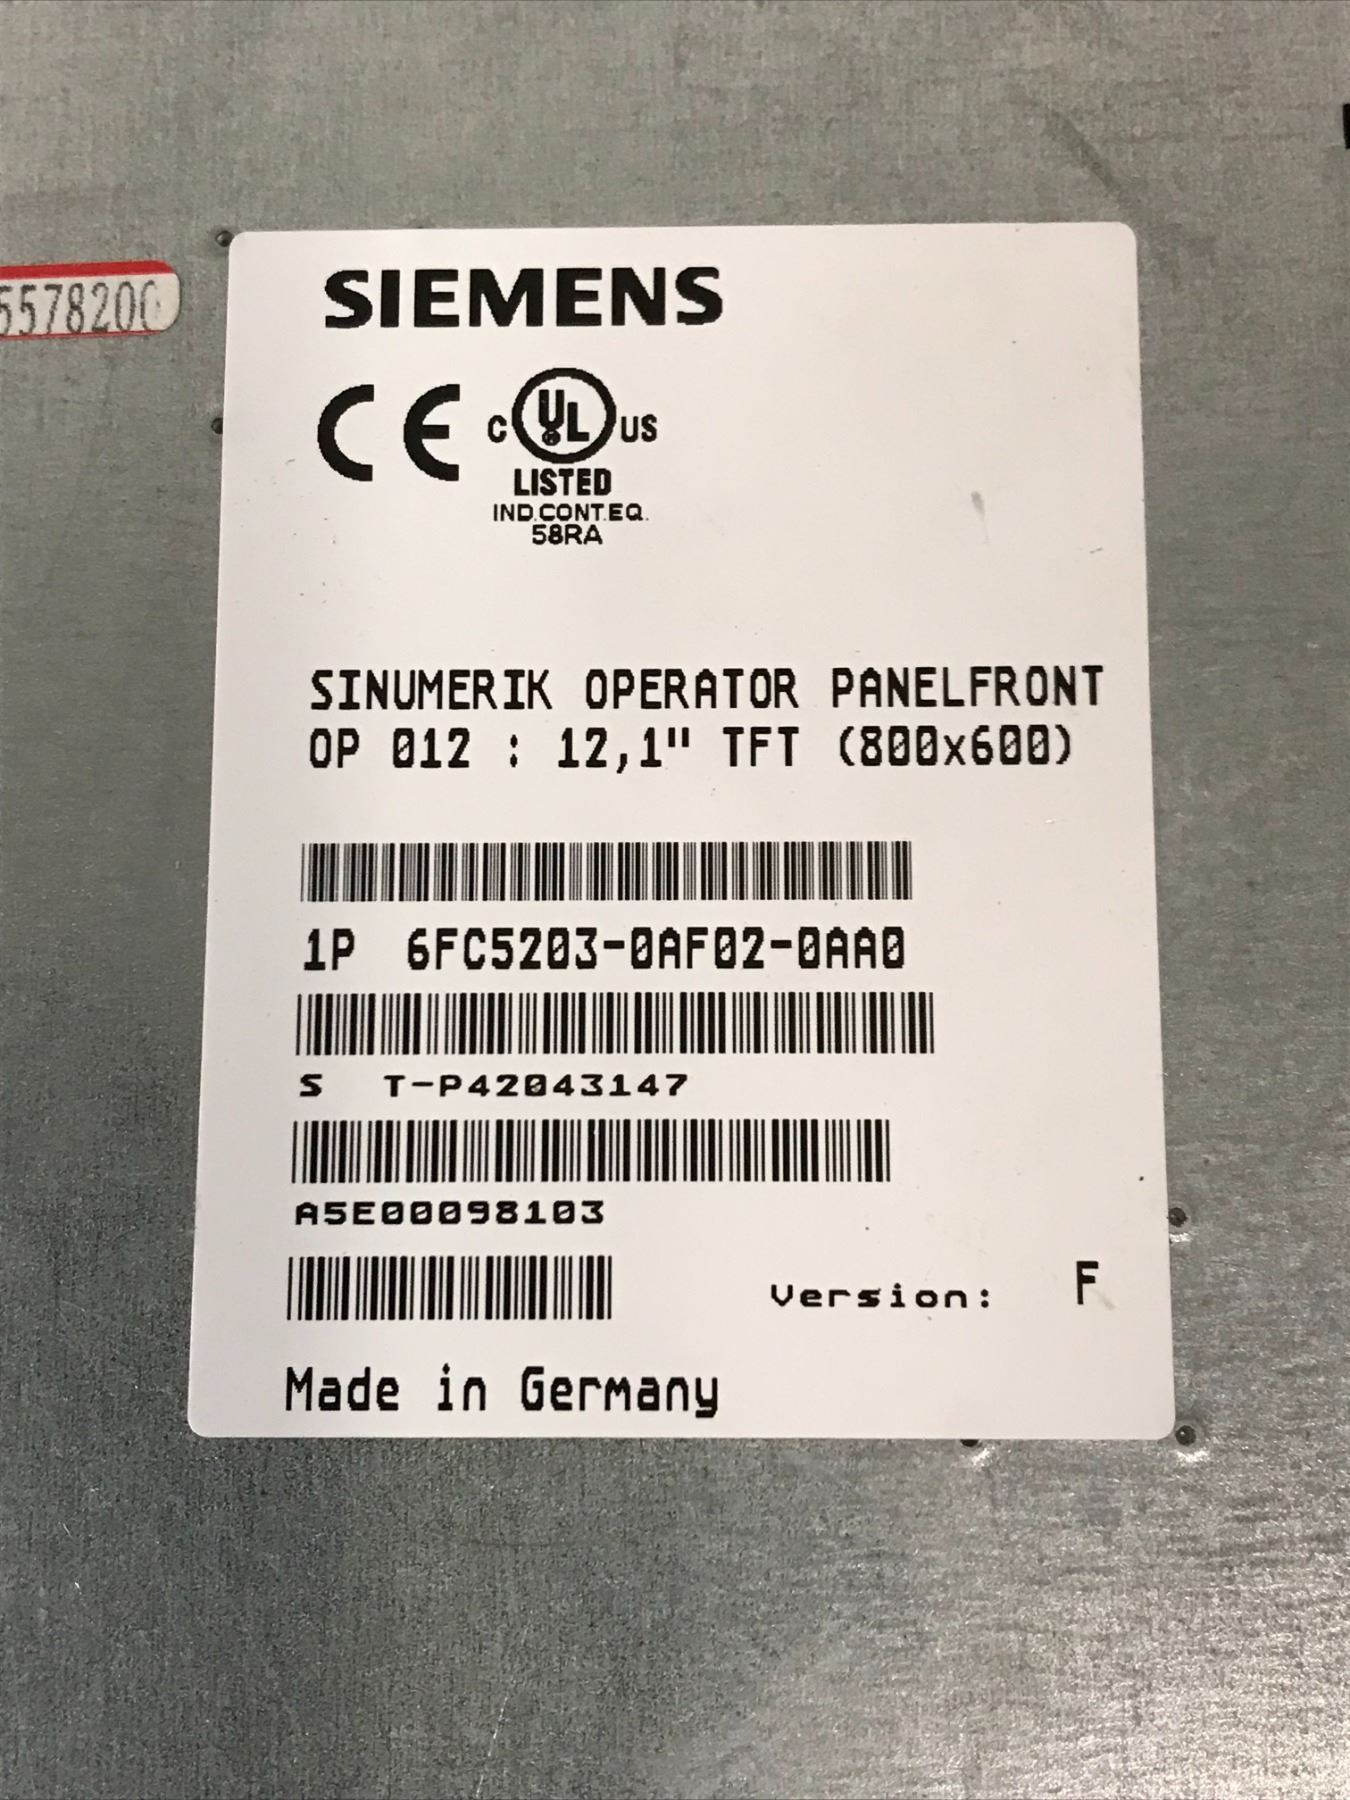 SIEMENS
CE
C UL US
LISTED
IND.CONT.EQ.
58RA
SINUMERIK OPERATOR PANELFRONT
OP 012 : 12,1" TFT (800x600)
1P 6FC5203-0AF02-0AA0
S T-P42043147
A5E00098103
Version: F
Made in Germany